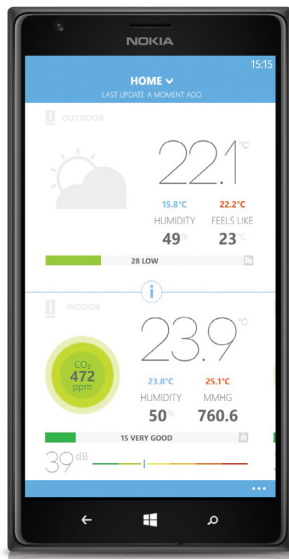 NOKIA
15:15
HOME
LAST UPDATE A MOMENT AGO
! OUTDOOR
22.1°C
15.8°C 22.2°C
HUMIDITY FEELS LIKE
49% 23°C
28 LOW
i
! INDOOR
23.9°C
CO2
472
ppm
23.8°C 25.1°C
HUMIDITY MMHG
50% 760.6
15 VERY GOOD
39 dB